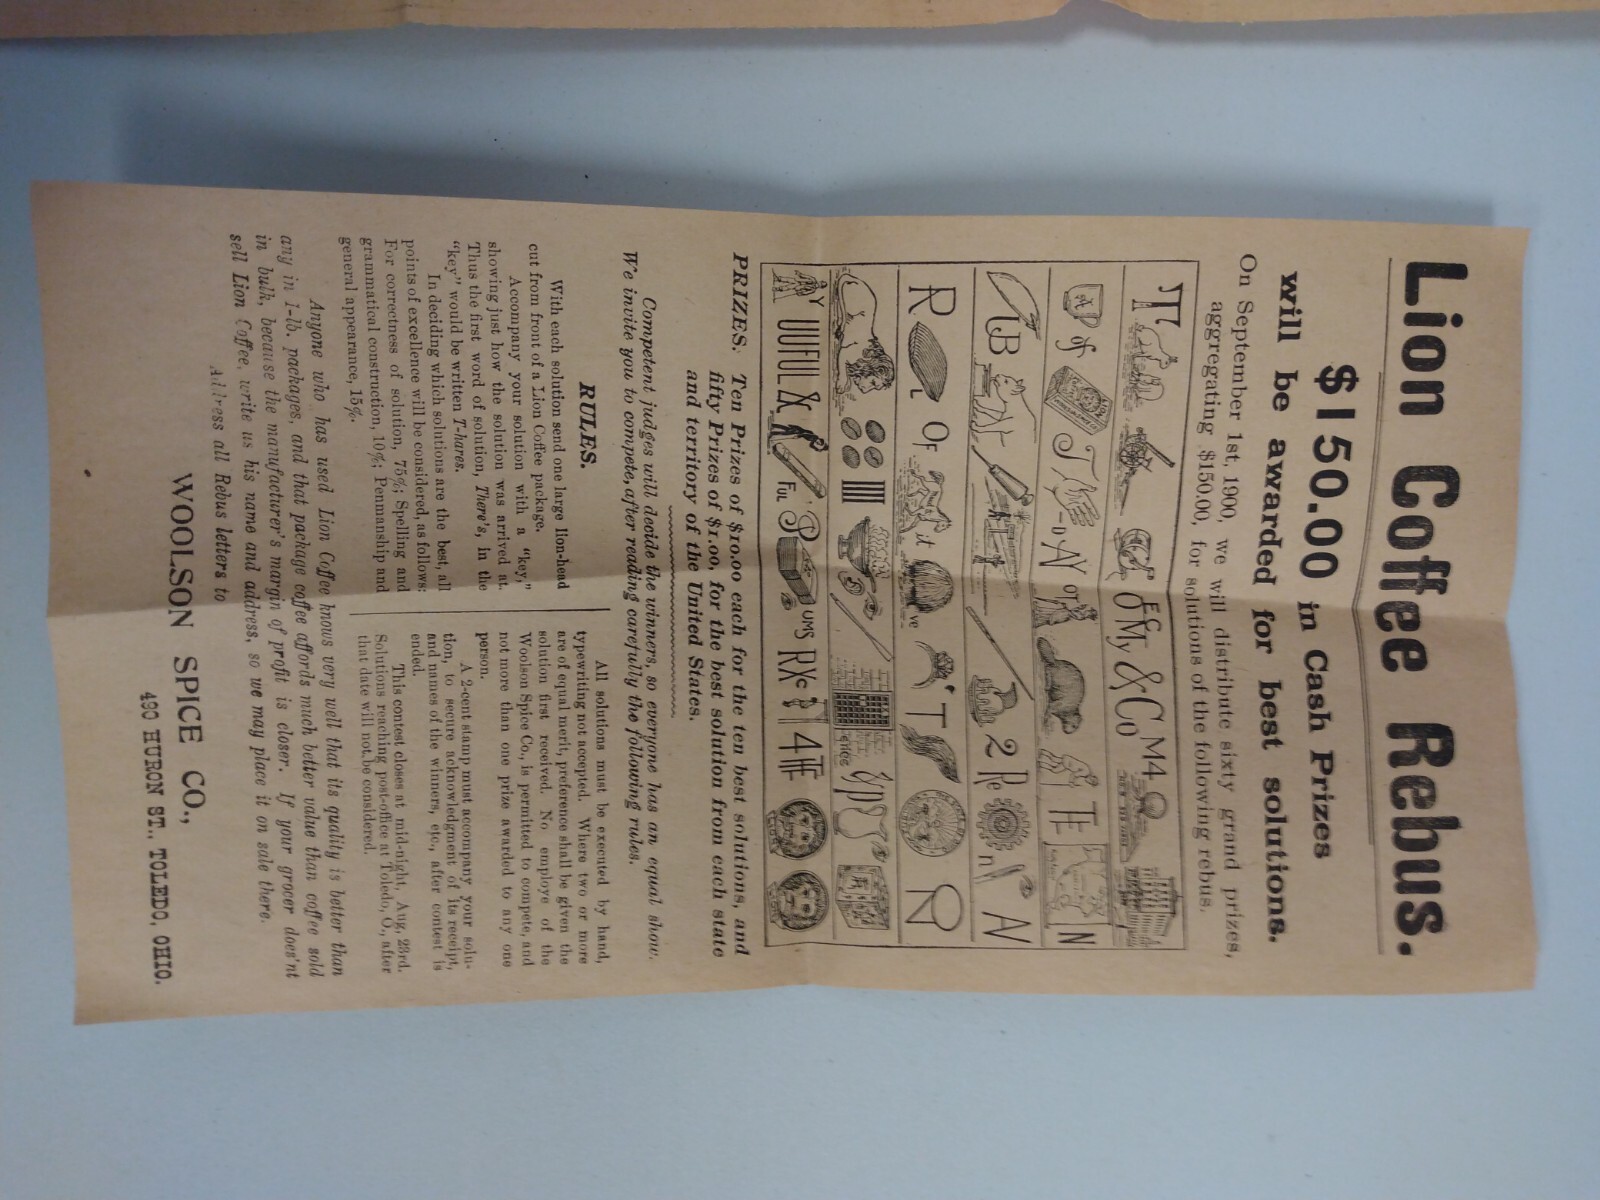 Lion Coffee Rebus.
$150.00 in Cash Prizes
will be awarded for best solutions.
On September 1st, 1900, we will distribute sixty grand prizes,
aggregating $150.00, for solutions of the following rebus.
PRIZES: Ten Prizes of $10.00 each for the ten best solutions, and
fifty Prizes of $1.00, for the best solution from each state
and territory of the United States.
Competent judges will decide the winners, so everyone has an equal show.
We invite you to compete, after reading carefully the following rules.
RULES.
With each solution send one large lion-head
cut from front of a Lion Coffee package.
Accompany your solution with a "key,"
showing just how the solution was arrived at.
Thus the first word of solution, There's, in the
"key" would be writen T-hares.
In deciding which solutions are the best, all
points of excellence will be considered, as follows:
For correctness of solution, 75%; Spelling and
grammatical construction, 10%; Penmanship and
general appearance, 15%.
All solutions must be executed by hand,
typewriting not accepted. Where two or more
are of equal merit, preference shall be given the
solution first received. No employe of the
Woolson Spice Co., is permitted to compete, and
not more than one prize awarded to any one
person.
A 2-cent stamp must accompany your solu-
tion, to secure acknowledgment of its receipt,
and names of the winners, etc., after contest is
ended.
This contest closes at mid-night, Aug, 23rd.
Solutions reaching post-office at Toledo, O., after
that date will not be considered.
Anyone who has used Lion Coffee knows very well that its quality is better than
any in 1-lb. packages, and that package coffee affords much better value than coffee sold
in bulk, because the manufacturer's margin of profit is closer. If your grocer does'nt
sell Lion Coffee, write us his name and address, so we may place it on sale there.
Address all Rebus letters to
WOOLSON SPICE CO.,
490 HURON ST., TOLEDO, OHIO.